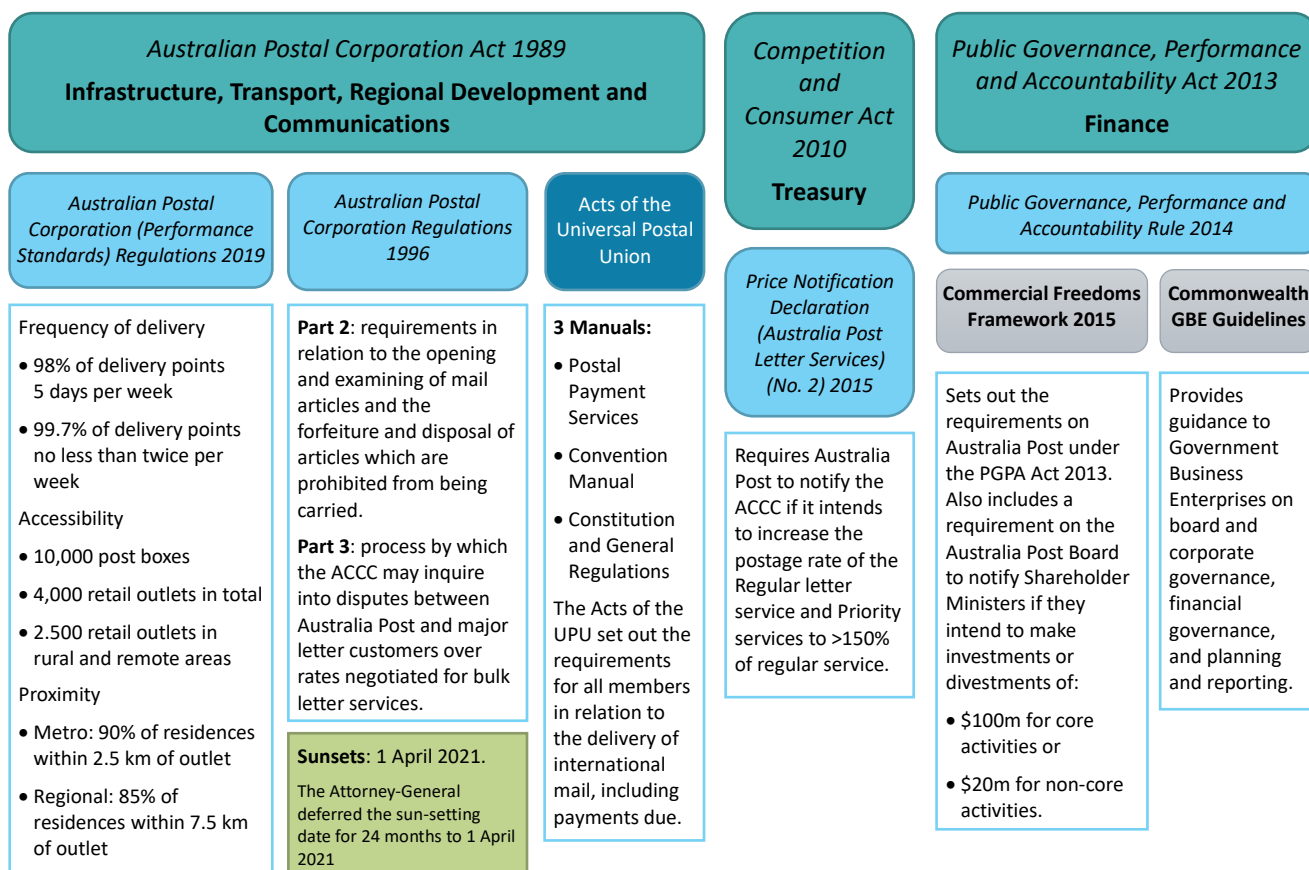 Australian Postal Corporation Act 1989
Infrastructure, Transport, Regional Development and
Communications
Australian Postal
Corporation (Performance
Standards) Regulations 2019
Frequency of delivery
• 98% of delivery points
5 days per week
• 99.7% of delivery points
no less than twice per
week
Accessibility
• 10,000 post boxes
• 4,000 retail outlets in total
• 2.500 retail outlets in
rural and remote areas
Proximity
• Metro: 90% of residences
within 2.5 km of outlet
• Regional: 85% of
residences within 7.5 km
of outlet
Australian Postal
Corporation Regulations
1996
Part 2: requirements in
relation to the opening
and examining of mail
articles and the
forfeiture and disposal of
articles which are
prohibited from being
carried.
Part 3: process by which
the ACCC may inquire
into disputes between
Australia Post and major
letter customers over
rates negotiated for bulk
letter services.
Sunsets: 1 April 2021.
The Attorney-General
deferred the sun-setting
date for 24 months to 1 April
2021
Acts of the
Universal Postal
Union
3 Manuals:
• Postal
Payment
Services
• Convention
Manual
• Constitution
and General
Regulations
The Acts of the
UPU set out the
requirements
for all members
in relation to
the delivery of
international
mail, including
payments due.
Competition
and
Consumer Act
2010
Treasury
Price Notification
Declaration
(Australia Post
Letter Services)
(No. 2) 2015
Requires Australia
Post to notify the
ACCC if it intends
to increase the
postage rate of the
Regular letter
service and Priority
services to >150%
of regular service.
Public Governance, Performance
and Accountability Act 2013
Finance
Public Governance, Performance and
Accountability Rule 2014
Commercial Freedoms
Framework 2015
Sets out the
requirements on
Australia Post under
the PGPA Act 2013.
Also includes a
requirement on the
Australia Post Board
to notify Shareholder
Ministers if they
intend to make
investments or
divestments of:
• $100m for core
activities or
• $20m for non-core
activities.
Commonwealth
GBE Guidelines
Provides
guidance to
Government
Business
Enterprises on
board and
corporate
governance,
financial
governance,
and planning
and reporting.